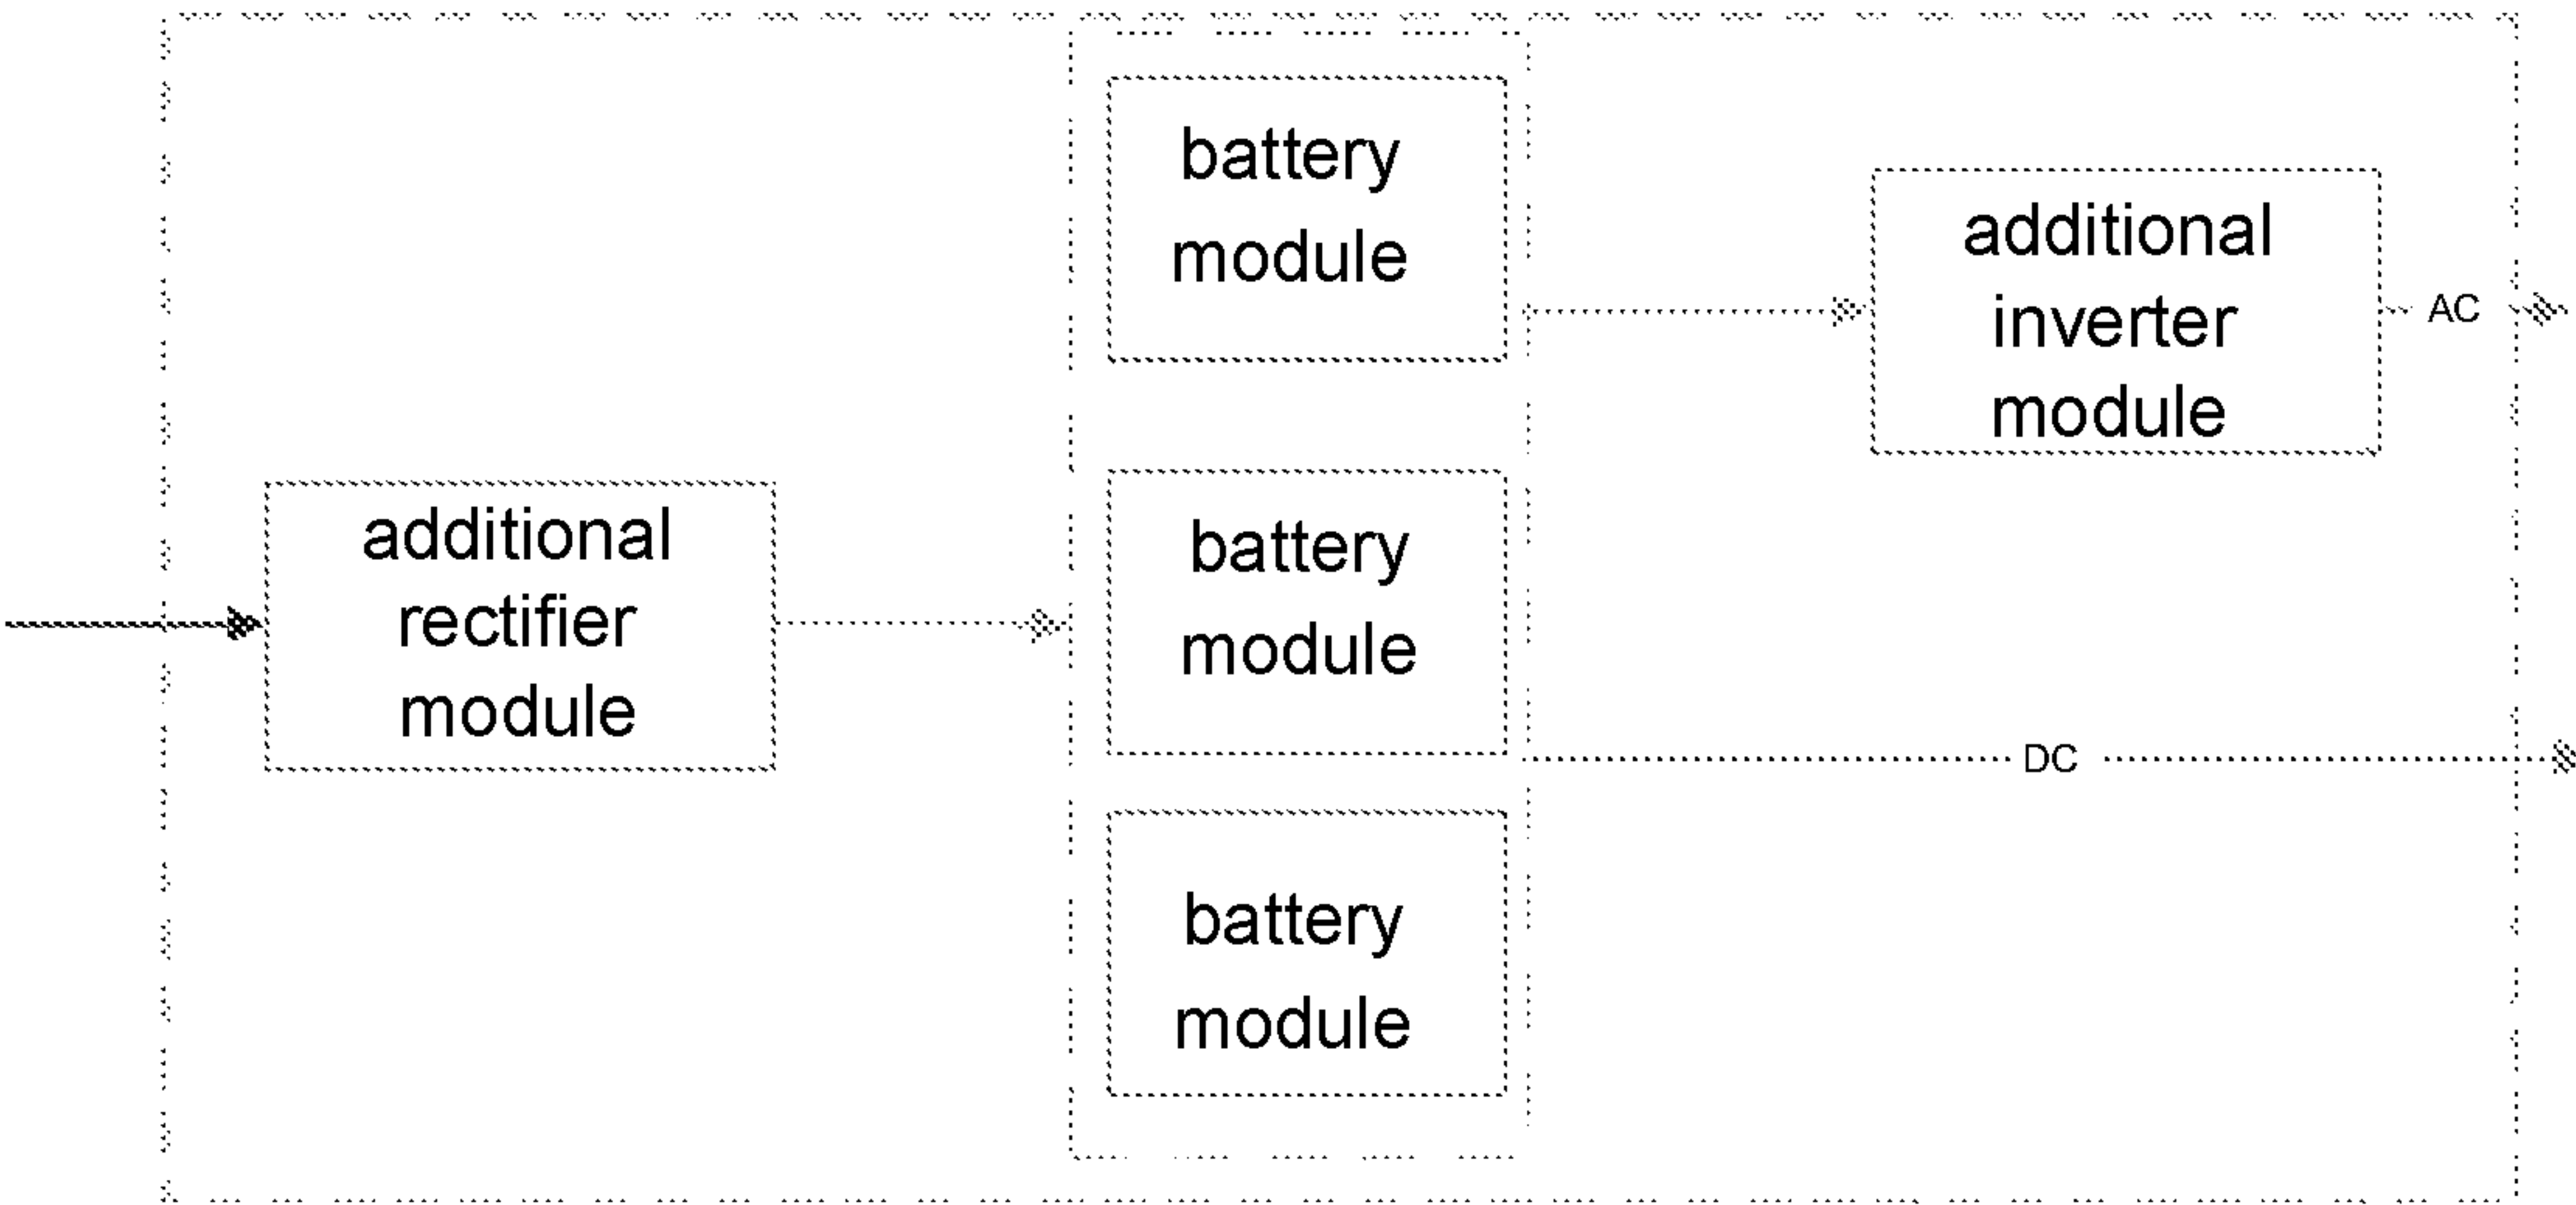 additional
rectifier
module
battery
module
battery
module
battery
module
additional
inverter
module
AC
DC